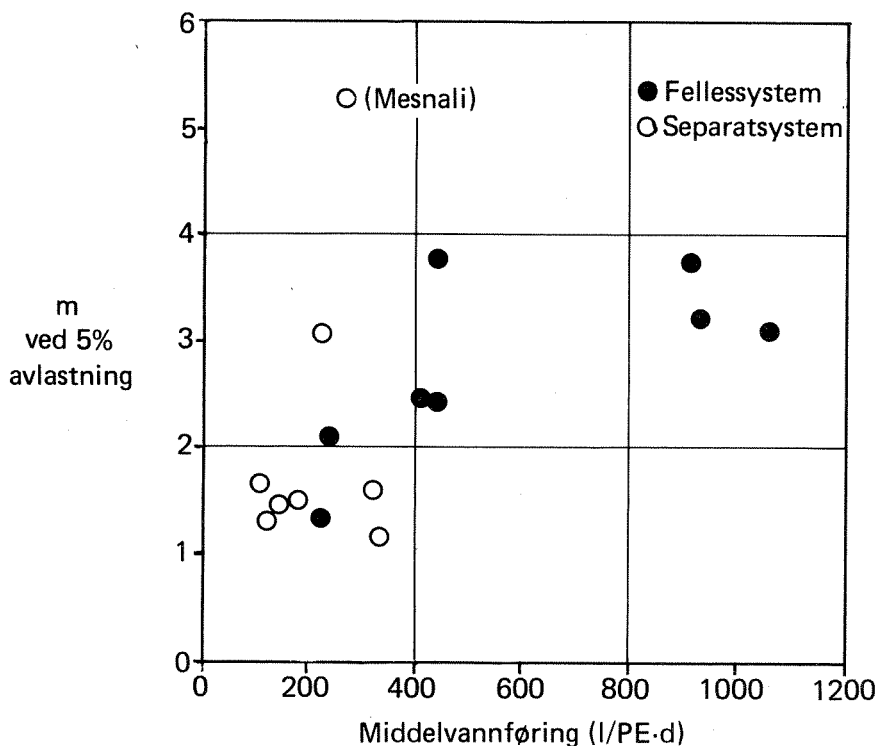 6
5
4
3
2
1
0
m
ved 5%
avlastning
(Mesnali)
Fellessystem
Separatsystem
0 200 400 600 800 1000 1200
Middelvannføring (l/PE·d)